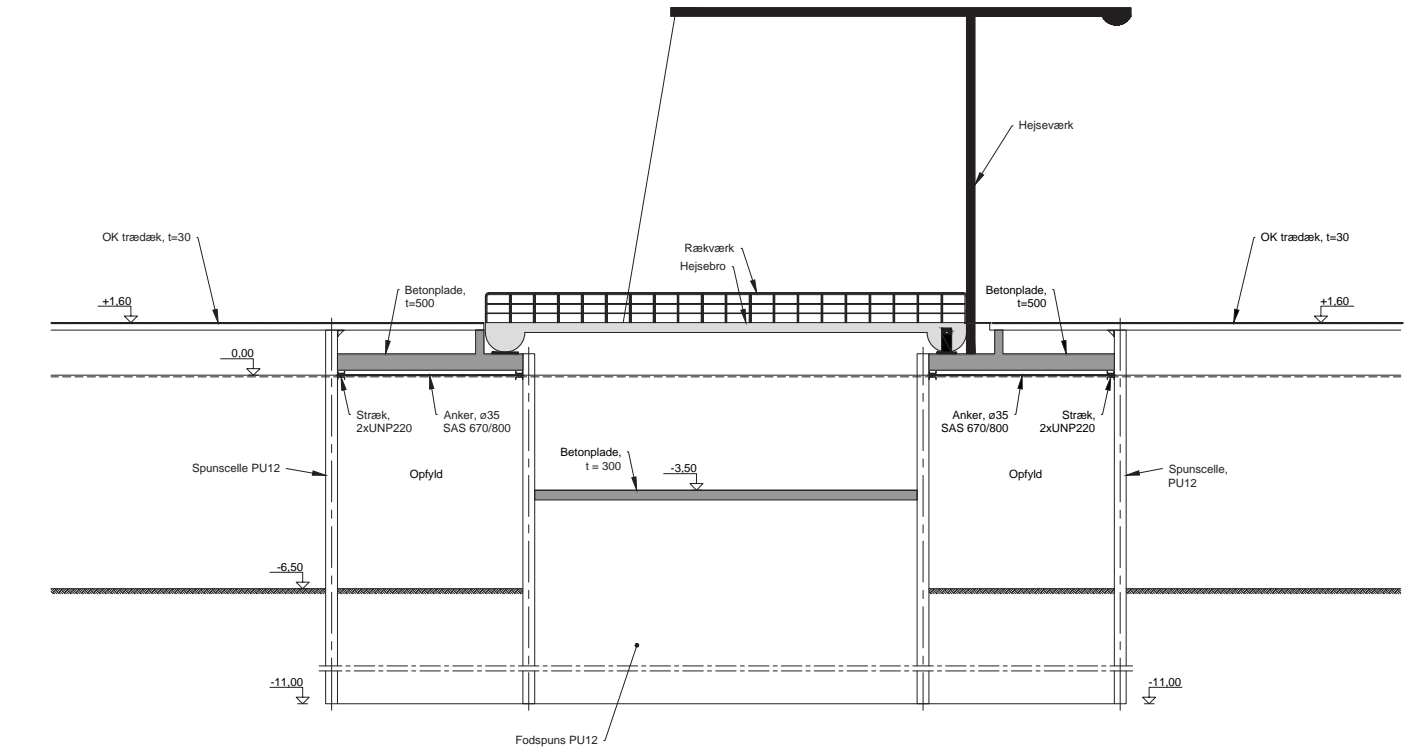 Hejseværk
OK trædæk, t=30
OK trædæk, t=30
Rækværk
Hejsebro
Betonplade,
t=500
Betonplade,
t=500
+1.60
+1.60
0,00
Stræk,
2xUNP220
Anker, ø35
SAS 670/800
Anker, ø35
SAS 670/800
Stræk,
2xUNP220
Betonplade,
t = 300
-3,50
Spunscelle PU12
Opfyld
Opfyld
Spunscelle,
PU12
-6,50
-11,00
-11,00
Fodspuns PU12